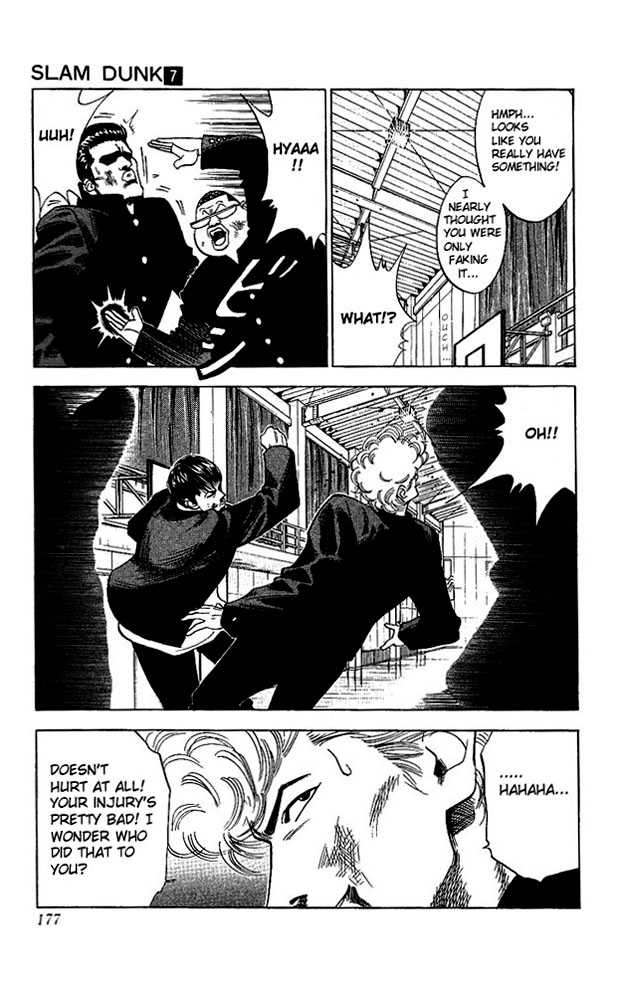 SLAM DUNK 7
HMPH...
LOOKS
LIKE YOU
REALLY HAVE
SOMETHING!
I
NEARLY
THOUGHT
YOU WERE
ONLY
FAKING
IT...
WHAT!?
OUCH...
HYAAA
!!
UUH!
OH!!
.....
HAHAHA...
DOESN'T
HURT AT ALL!
YOUR INJURY'S
PRETTY BAD! I
WONDER WHO
DID THAT TO
YOU?
177